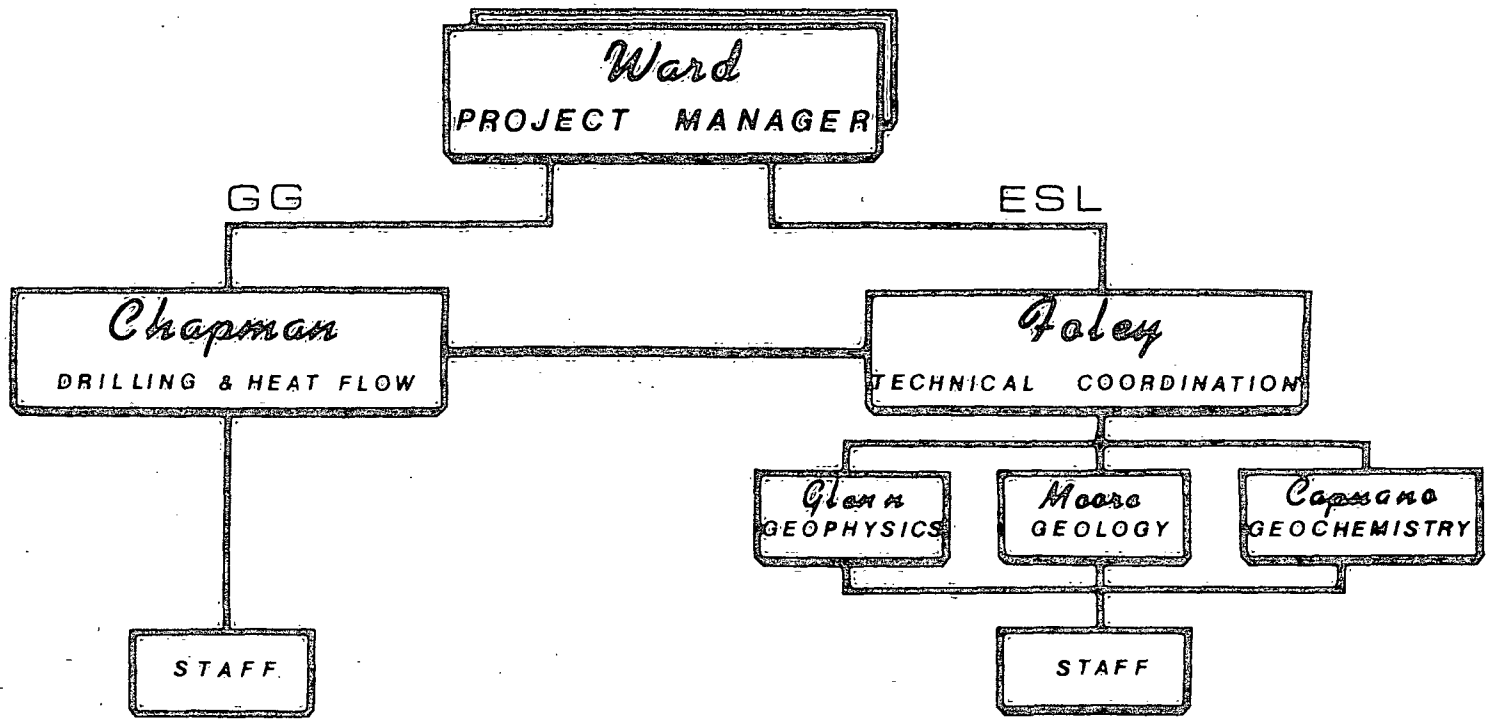 Ward
PROJECT MANAGER
GG
ESL
Chapman
DRILLING & HEAT FLOW
Foley
TECHNICAL COORDINATION
Glenn
GEOPHYSICS
Moore
GEOLOGY
Capuano
GEOCHEMISTRY
STAFF
STAFF